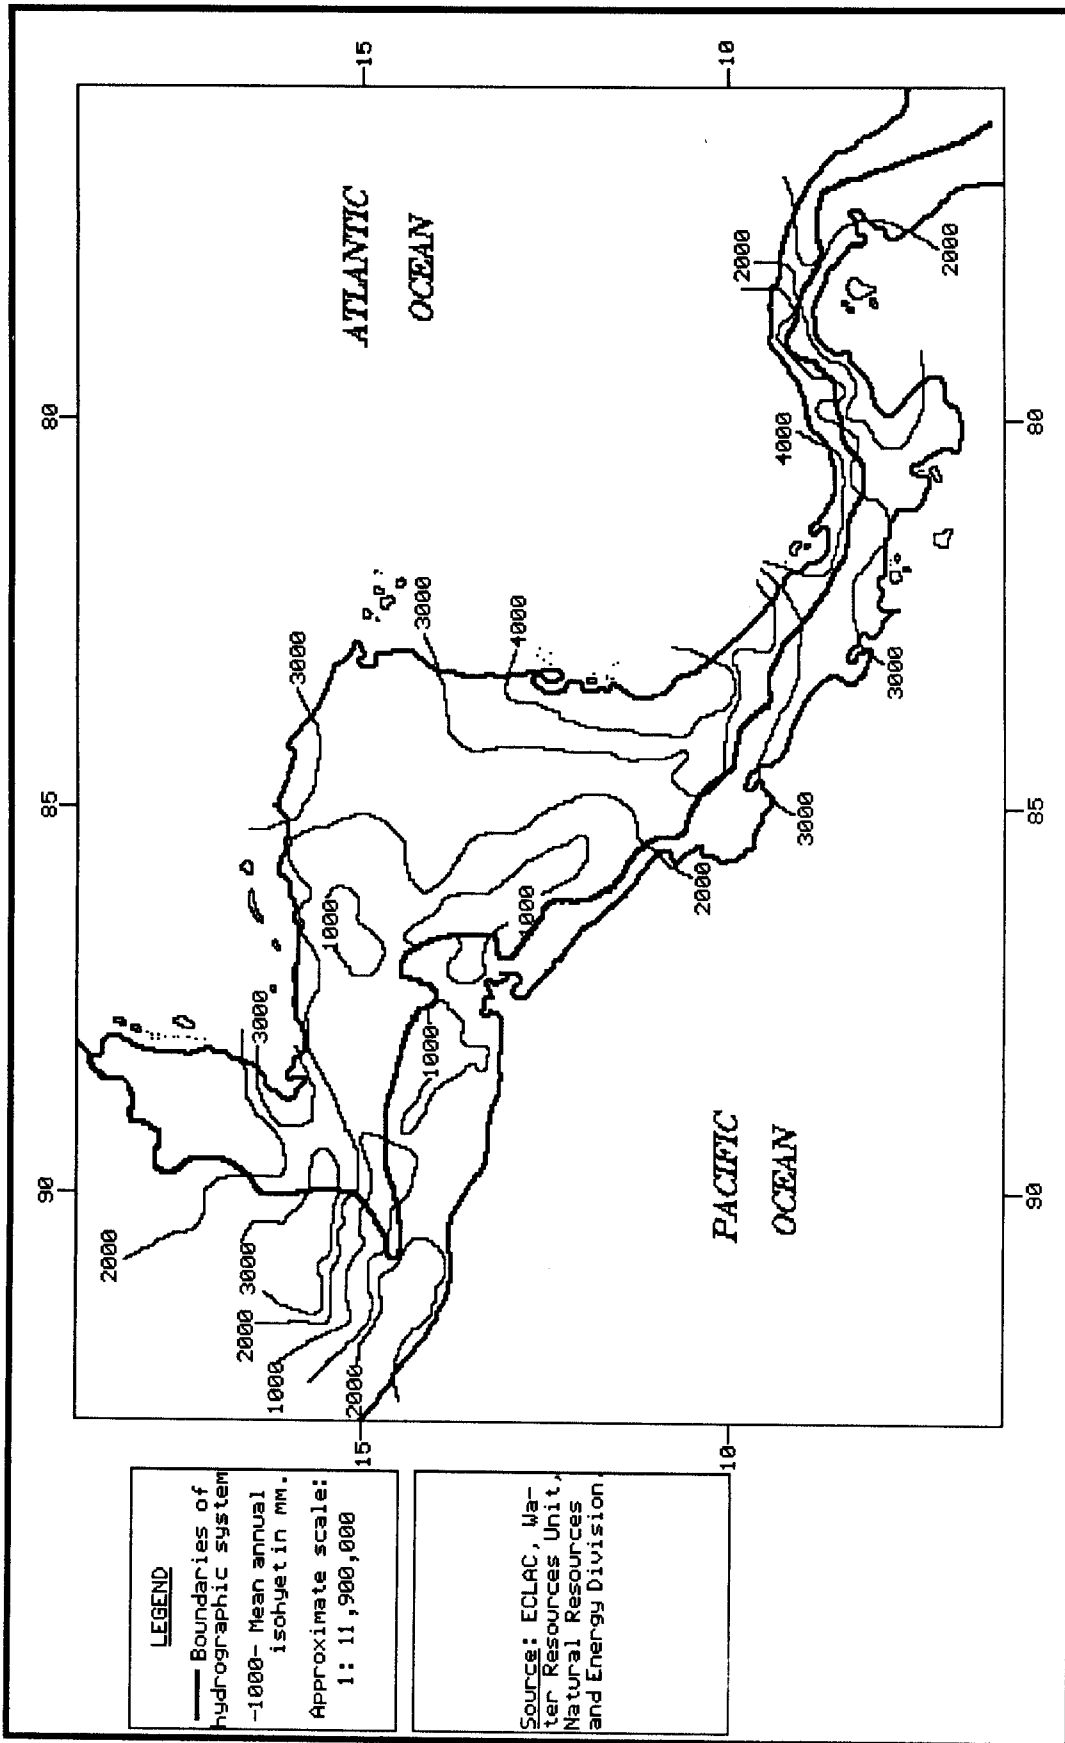 LEGEND
Boundaries of
hydrographic system
-1000- Mean annual
isohyet in MM.
Approximate scale:
1: 11,900,000
Source: ECLAC, Wa-
ter Resources Unit,
Natural Resources
and Energy Division.
90
85
80
15
10
15
10
90
85
80
ATLANTIC
OCEAN
PACIFIC
OCEAN
2000
3000
2000
1000
2000
3000
1000
1000
1000
3000
3000
4000
2000
3000
3000
4000
2000
2000